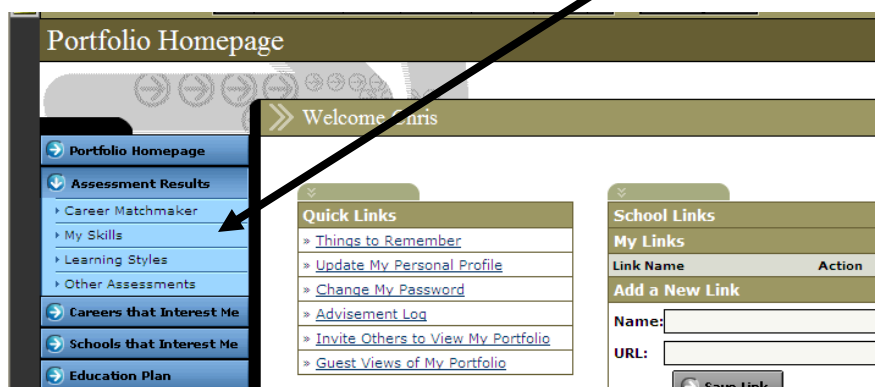 Portfolio Homepage
Welcome Chris
Portfolio Homepage
Assessment Results
Career Matchmaker
My Skills
Learning Styles
Other Assessments
Careers that Interest Me
Schools that Interest Me
Education Plan
Quick Links
» Things to Remember
» Update My Personal Profile
» Change My Password
» Advisement Log
» Invite Others to View My Portfolio
» Guest Views of My Portfolio
School Links
My Links
Link Name Action
Add a New Link
Name:
URL:
Save Link